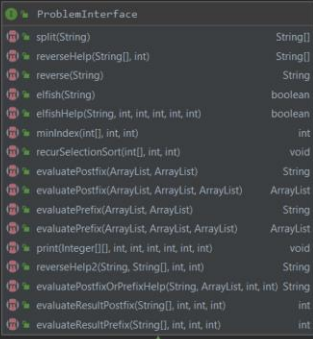 ProblemInterface
split(String) String[]
reverseHelp(String[], int) String[]
reverse(String) String
elfish(String) boolean
elfishHelp(String, int, int, int, int) boolean
minIndex(int[], int, int) int
recurSelectionSort(int[], int, int) void
evaluatePostfix(ArrayList, ArrayList) String
evaluatePostfix(ArrayList, ArrayList, ArrayList) ArrayList
evaluatePrefix(ArrayList, ArrayList) String
evaluatePrefix(ArrayList, ArrayList, ArrayList) ArrayList
print(Integer[][], int, int, int, int, int, int) void
reverseHelp2(String, String[], int, int) String
evaluatePostfixOrPrefixHelp(String, ArrayList, int, int) String
evaluateResultPostfix(String[], int, int, int) int
evaluateResultPrefix(String[], int, int, int) int